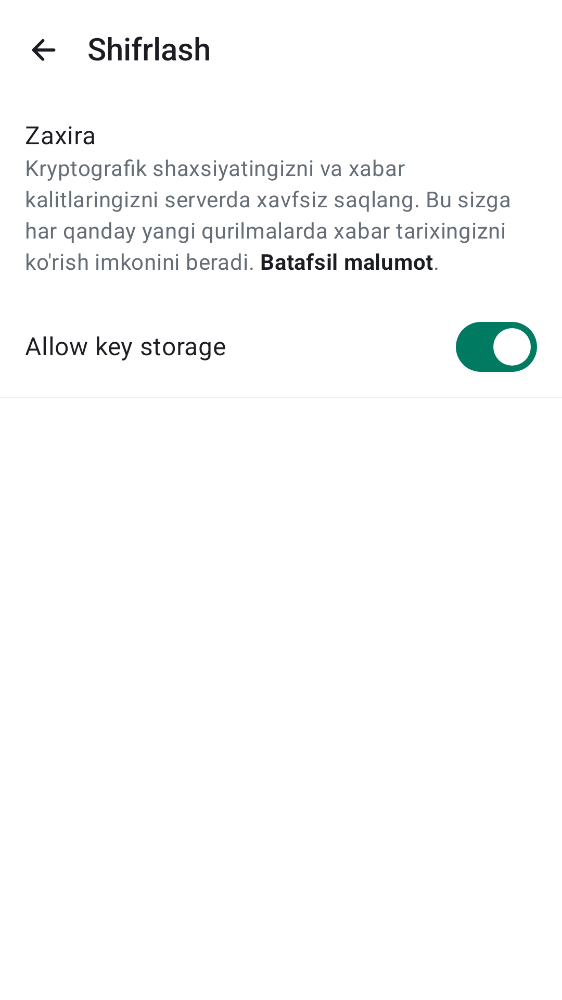 Shifrlash
Zaxira
Kryptografik shaxsiyatingizni va xabar
kalitlaringizni serverda xavfsiz saqlang. Bu sizga
har qanday yangi qurilmalarda xabar tarixingizni
ko'rish imkonini beradi. Batafsil malumot.
Allow key storage